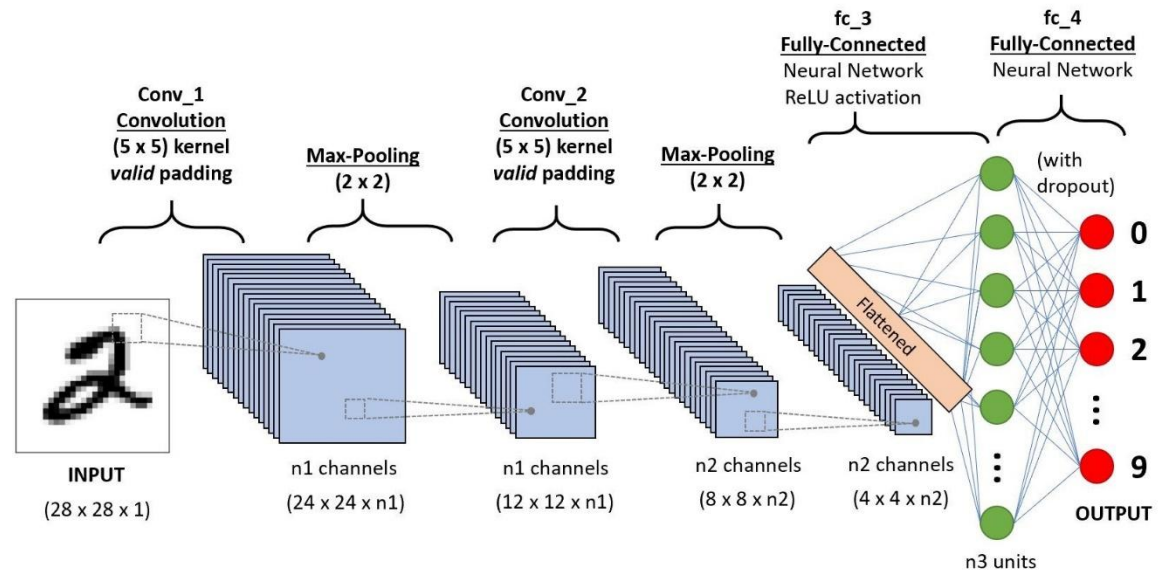 Conv_1
Convolution
(5 x 5) kernel
valid padding
Max-Pooling
(2 x 2)
Conv_2
Convolution
(5 x 5) kernel
valid padding
Max-Pooling
(2 x 2)
fc_3
Fully-Connected
Neural Network
ReLU activation
fc_4
Fully-Connected
Neural Network
(with
dropout)
Flattened
0
1
2
9
OUTPUT
INPUT
(28 x 28 x 1)
n1 channels
(24 x 24 x n1)
n1 channels
(12 x 12 x n1)
n2 channels
(8 x 8 x n2)
n2 channels
(4 x 4 x n2)
n3 units